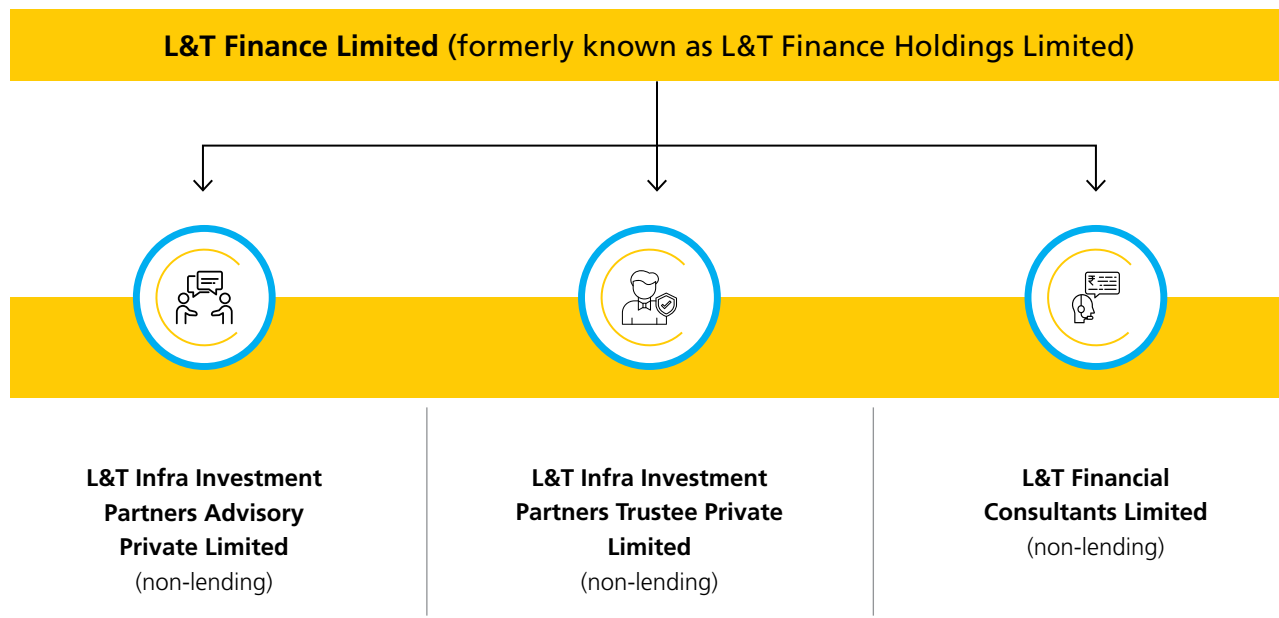 L&T Finance Limited (formerly known as L&T Finance Holdings Limited)
₹
L&T Infra Investment
Partners Advisory
Private Limited
(non-lending)
L&T Infra Investment
Partners Trustee Private
Limited
(non-lending)
L&T Financial
Consultants Limited
(non-lending)